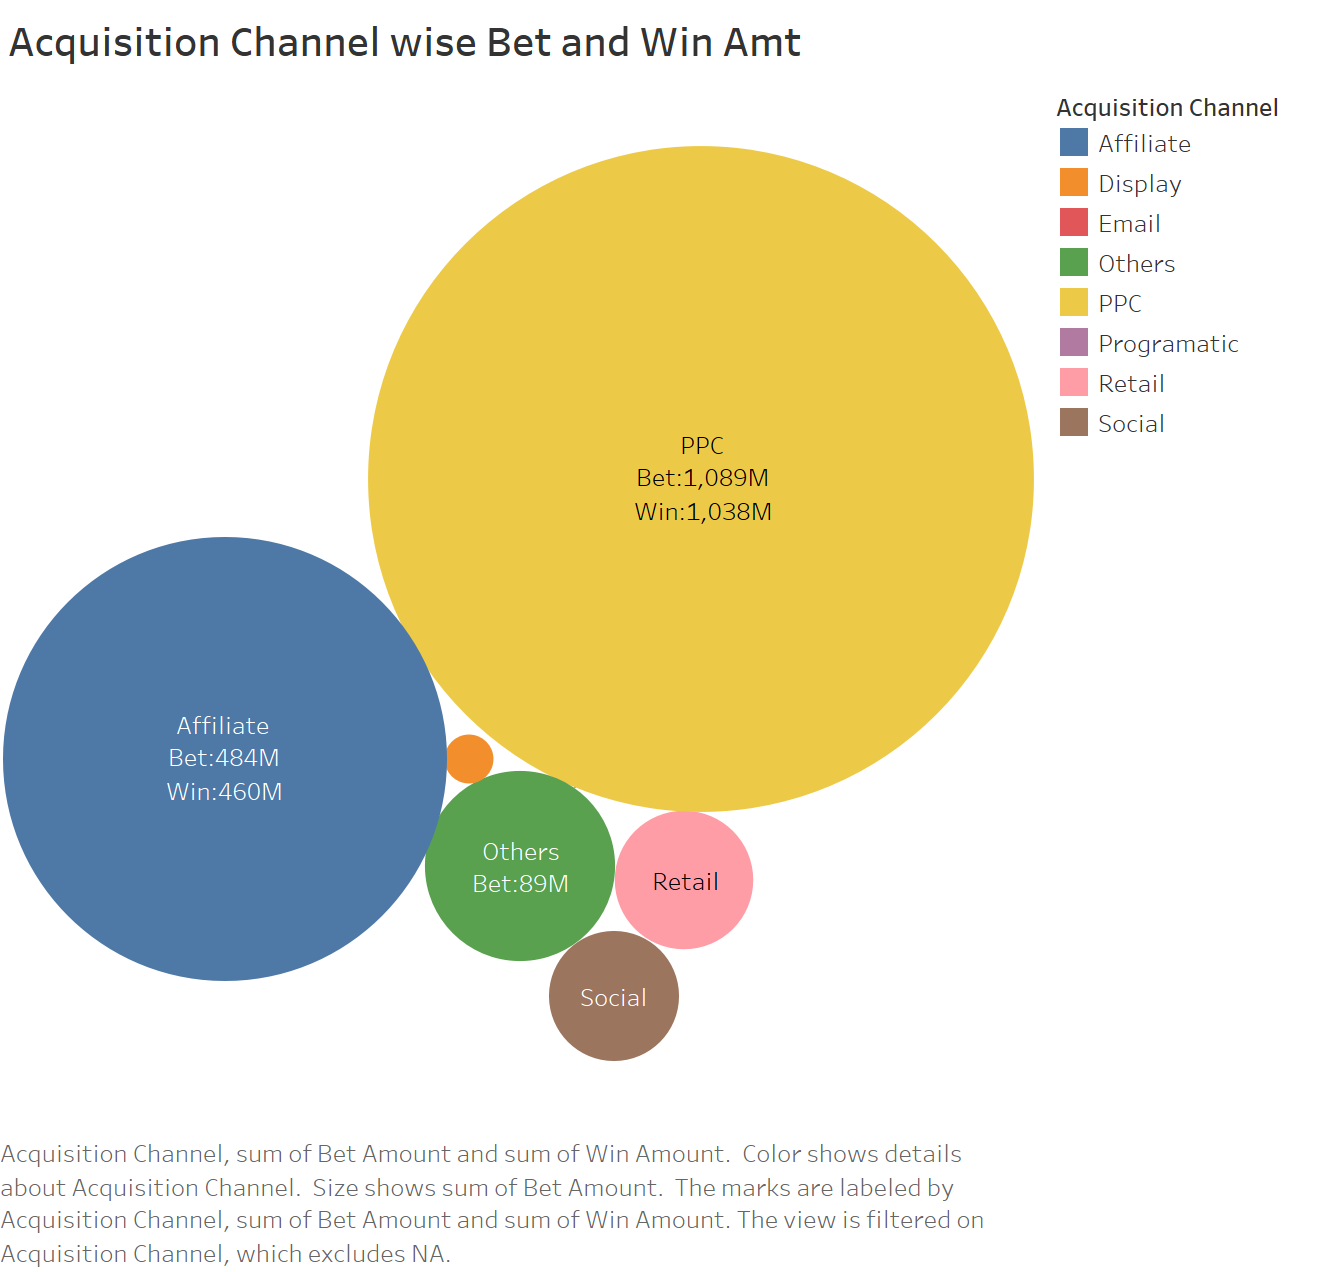 Acquisition Channel wise Bet and Win Amt
Acquisition Channel
Affiliate
Display
Email
Others
PPC
Programatic
Retail
Social
PPC
Bet:1,089M
Win:1,038M
Affiliate
Bet:484M
Win:460M
Others
Bet:89M
Retail
Social
Acquisition Channel, sum of Bet Amount and sum of Win Amount.  Color shows details
about Acquisition Channel.  Size shows sum of Bet Amount.  The marks are labeled by
Acquisition Channel, sum of Bet Amount and sum of Win Amount. The view is filtered on
Acquisition Channel, which excludes NA.